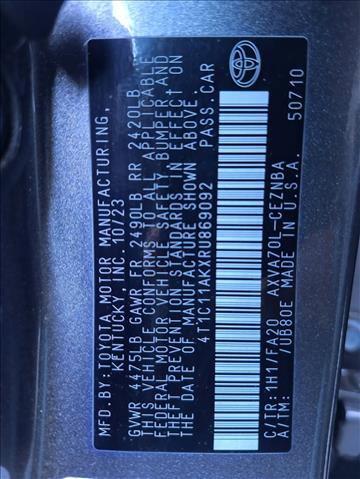 MFD.BY:TOYOTA MOTOR MANUFACTURING,
KENTUCKY, INC. 10/23
GVWR 4475LB GAWR FR 2490LB RR 2420LB
THIS VEHICLE CONFORMS TO ALL APPLICABLE
FEDERAL MOTOR VEHICLE SAFETY,BUMPER,AND
THEFT PREVENTION STANDARDS IN EFFECT ON
THE DATE OF MANUFACTURE SHOWN ABOVE.
4T1C11AKXRU869092 PASS.CAR
C/TR:1H1/FA20 AXVA70L-CEZNBA
A/TM: /UB80E MADE IN U.S.A.
50710